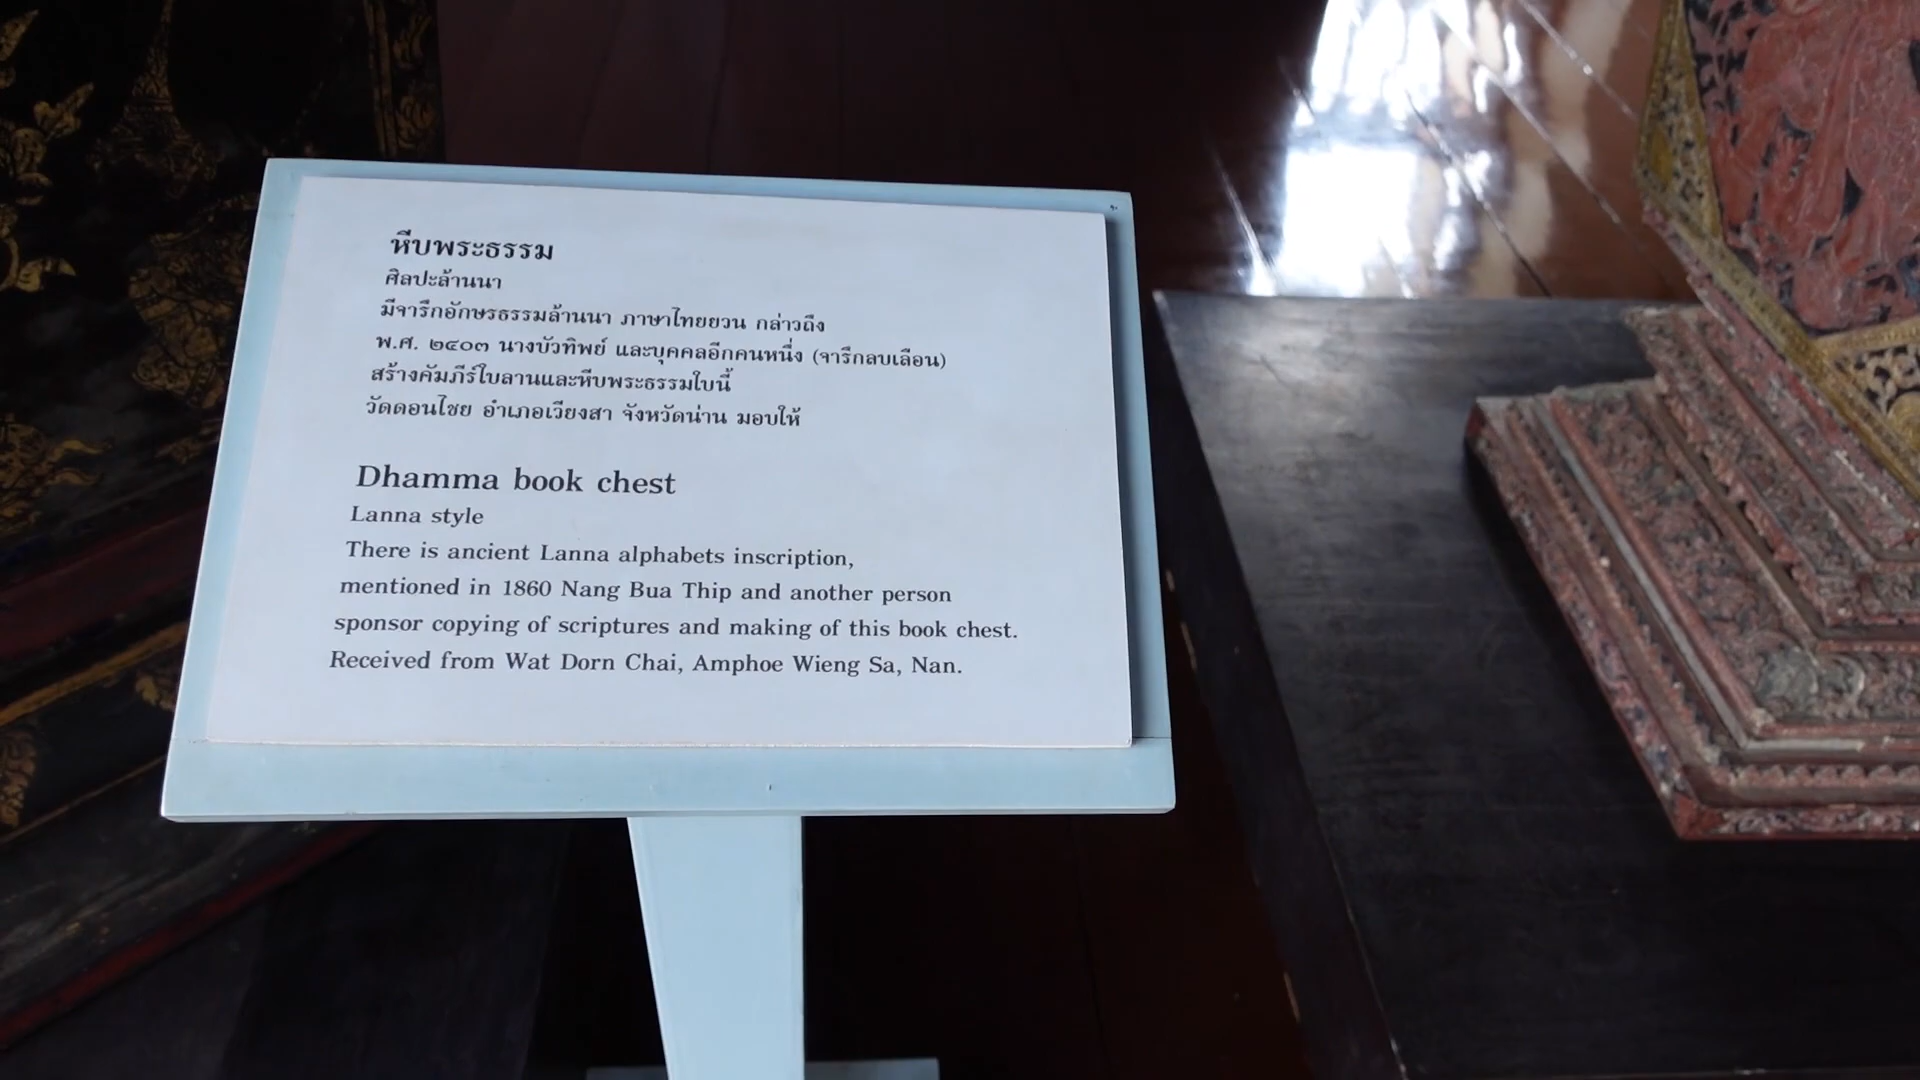 หีบพระธรรม
ศิลปะล้านนา
มีจารึกอักษรธรรมล้านนา ภาษาไทยยวน กล่าวถึง
พ.ศ. ๒๔๐๓ นางบัวทิพย์ และบุคคลอีกคนหนึ่ง (จารึกลบเลือน)
สร้างคัมภีร์ใบลานและหีบพระธรรมใบนี้
วัดดอนไชย อำเภอเวียงสา จังหวัดน่าน มอบให้
Dhamma book chest
Lanna style
There is ancient Lanna alphabets inscription,
mentioned in 1860 Nang Bua Thip and another person
sponsor copying of scriptures and making of this book chest.
Received from Wat Dorn Chai, Amphoe Wieng Sa, Nan.